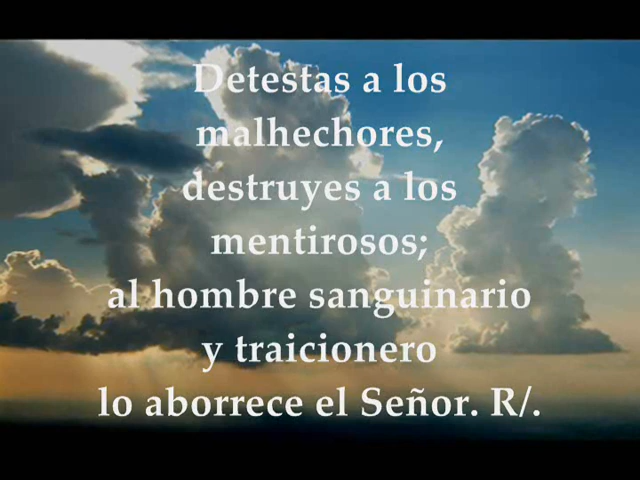 Detestas a los
malhechores,
destruyes a los
mentirosos;
al hombre sanguinario
y traicionero
lo aborrece el Señor. R/.